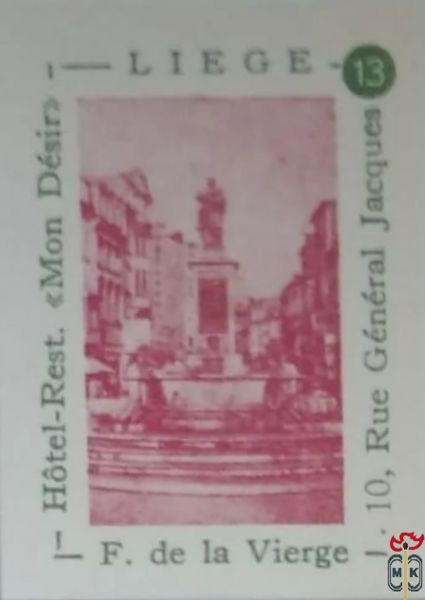 LIEGE
13
Hôtel-Rest. «Mon Désir»
10, Rue Général Jacques
F. de la Vierge
M K